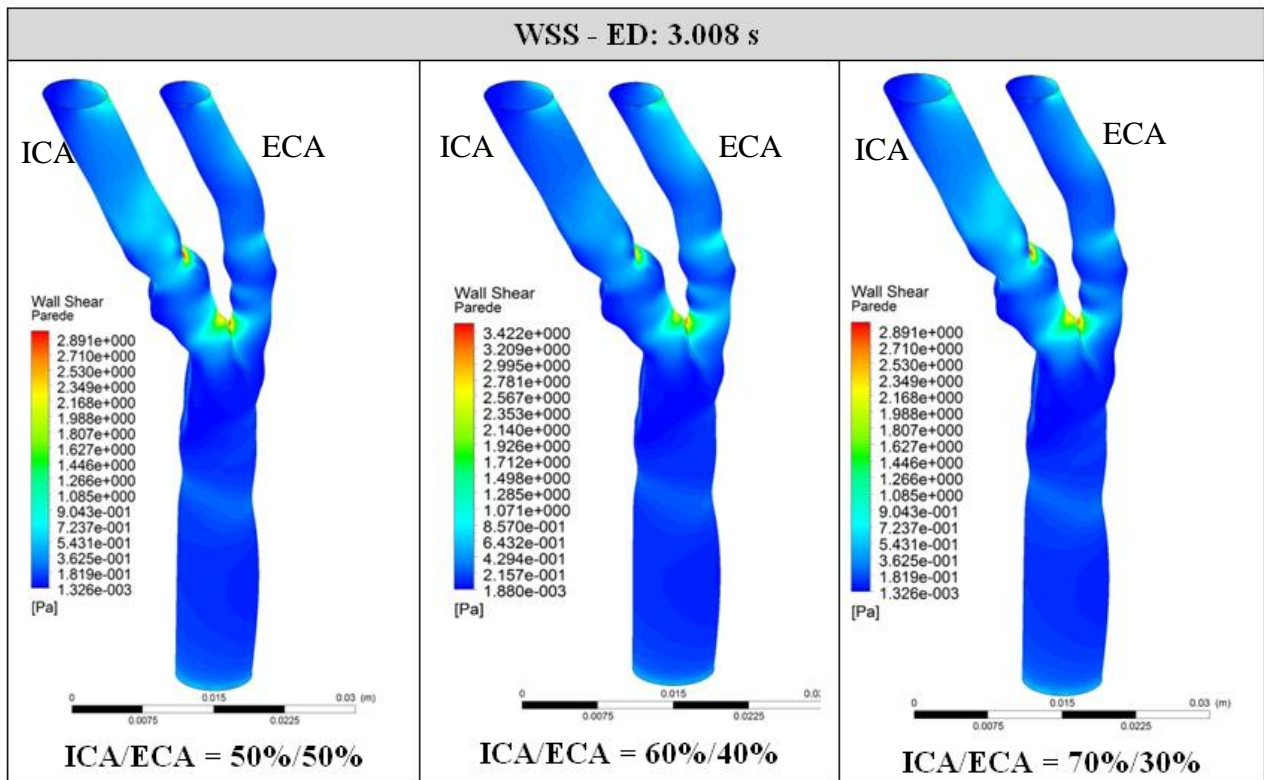 WSS - ED: 3.008 s
ICA
ECA
Wall Shear
Parede
2.891e+000
2.710e+000
2.530e+000
2.349e+000
2.168e+000
1.988e+000
1.807e+000
1.627e+000
1.446e+000
1.266e+000
1.085e+000
9.043e-001
7.237e-001
5.431e-001
3.625e-001
1.819e-001
1.326e-003
[Pa]
0
0.015
0.03 (m)
0.0075
0.0225
ICA/ECA = 50%/50%
ICA
ECA
Wall Shear
Parede
3.422e+000
3.209e+000
2.995e+000
2.781e+000
2.567e+000
2.353e+000
2.140e+000
1.926e+000
1.712e+000
1.498e+000
1.285e+000
1.071e+000
8.570e-001
6.432e-001
4.294e-001
2.157e-001
1.880e-003
[Pa]
0
0.015
0.03
0.0075
0.0225
ICA/ECA = 60%/40%
ICA
ECA
Wall Shear
Parede
2.891e+000
2.710e+000
2.530e+000
2.349e+000
2.168e+000
1.988e+000
1.807e+000
1.627e+000
1.446e+000
1.266e+000
1.085e+000
9.043e-001
7.237e-001
5.431e-001
3.625e-001
1.819e-001
1.326e-003
[Pa]
0
0.015
0.03 (m)
0.0075
0.0225
ICA/ECA = 70%/30%